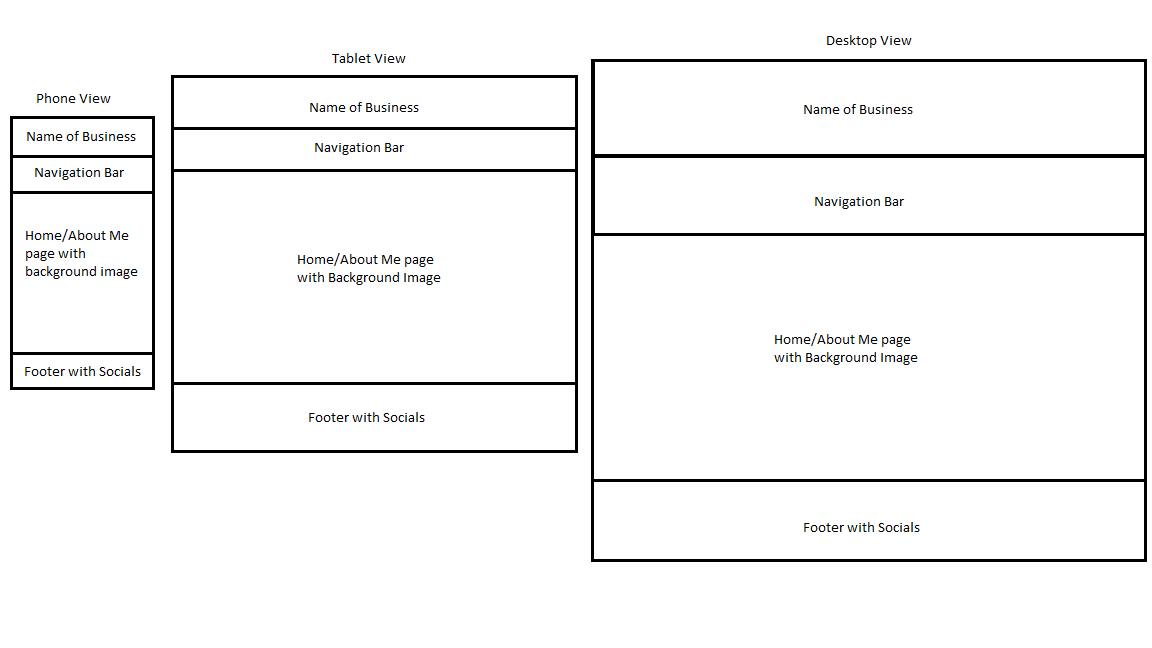 Phone View
Name of Business
Navigation Bar
Home/About Me
page with
background image
Footer with Socials
Tablet View
Name of Business
Navigation Bar
Home/About Me page
with Background Image
Footer with Socials
Desktop View
Name of Business
Navigation Bar
Home/About Me page
with Background Image
Footer with Socials